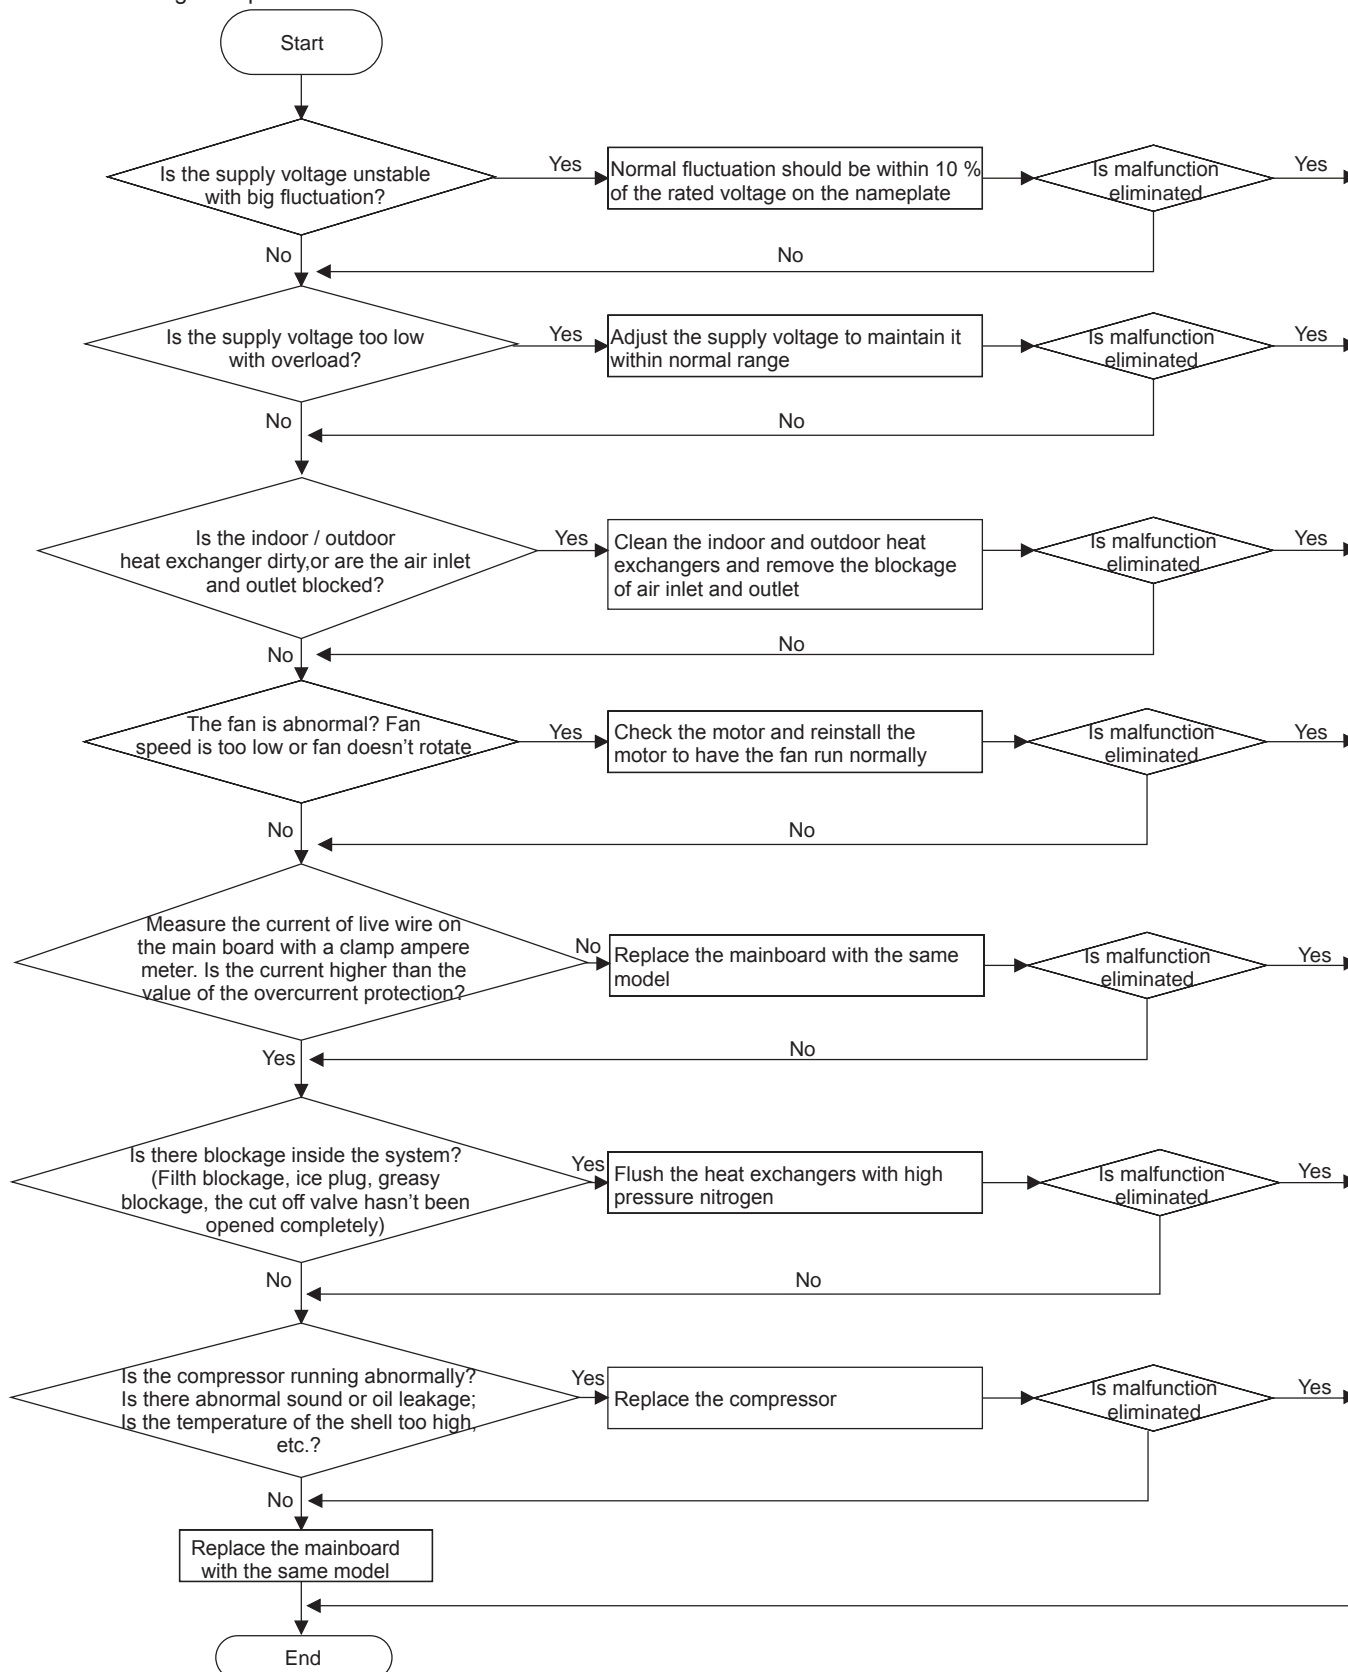 Start
Is the supply voltage unstable
with big fluctuation?
Yes
Normal fluctuation should be within 10 %
of the rated voltage on the nameplate
Is malfunction
eliminated
Yes
No
No
Is the supply voltage too low
with overload?
Yes
Adjust the supply voltage to maintain it
within normal range
Is malfunction
eliminated
Yes
No
No
Is the indoor / outdoor
heat exchanger dirty,or are the air inlet
and outlet blocked?
Yes
Clean the indoor and outdoor heat
exchangers and remove the blockage
of air inlet and outlet
Is malfunction
eliminated
Yes
No
No
The fan is abnormal? Fan
speed is too low or fan doesn't rotate
Yes
Check the motor and reinstall the
motor to have the fan run normally
Is malfunction
eliminated
Yes
No
No
Measure the current of live wire on
the main board with a clamp ampere
meter. Is the current higher than the
value of the overcurrent protection?
No
Replace the mainboard with the same
model
Is malfunction
eliminated
Yes
Yes
No
Is there blockage inside the system?
(Filth blockage, ice plug, greasy
blockage, the cut off valve hasn't been
opened completely)
Yes
Flush the heat exchangers with high
pressure nitrogen
Is malfunction
eliminated
Yes
No
No
Is the compressor running abnormally?
Is there abnormal sound or oil leakage;
Is the temperature of the shell too high,
etc.?
Yes
Replace the compressor
Is malfunction
eliminated
Yes
No
Replace the mainboard
with the same model
End